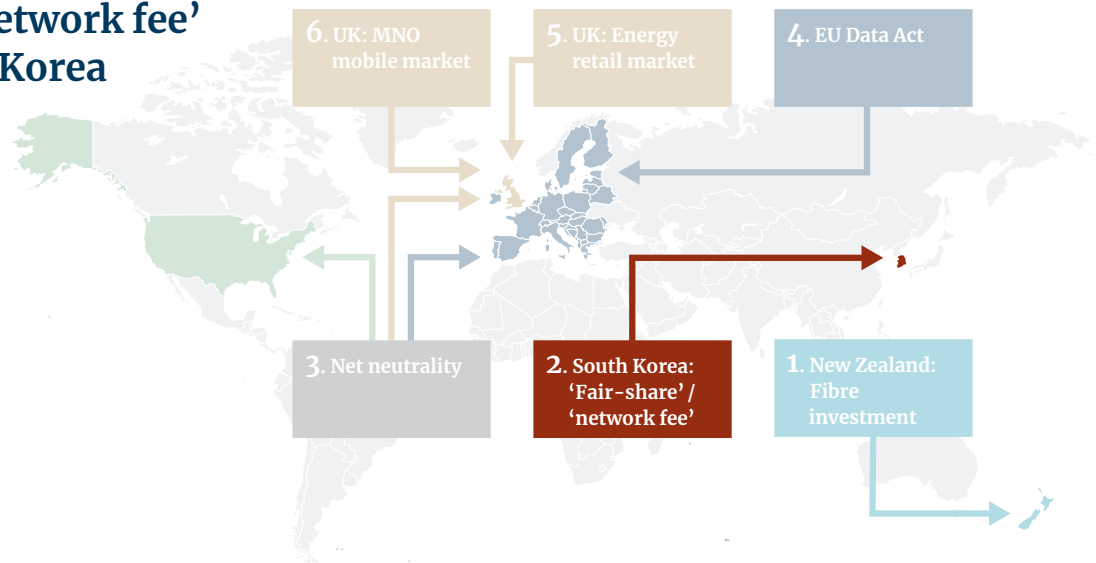 etwork fee’
Korea
6. UK: MNO
mobile market
5. UK: Energy
retail market
4. EU Data Act
3. Net neutrality
2. South Korea:
‘Fair-share’ /
‘network fee’
1. New Zealand:
Fibre
investment